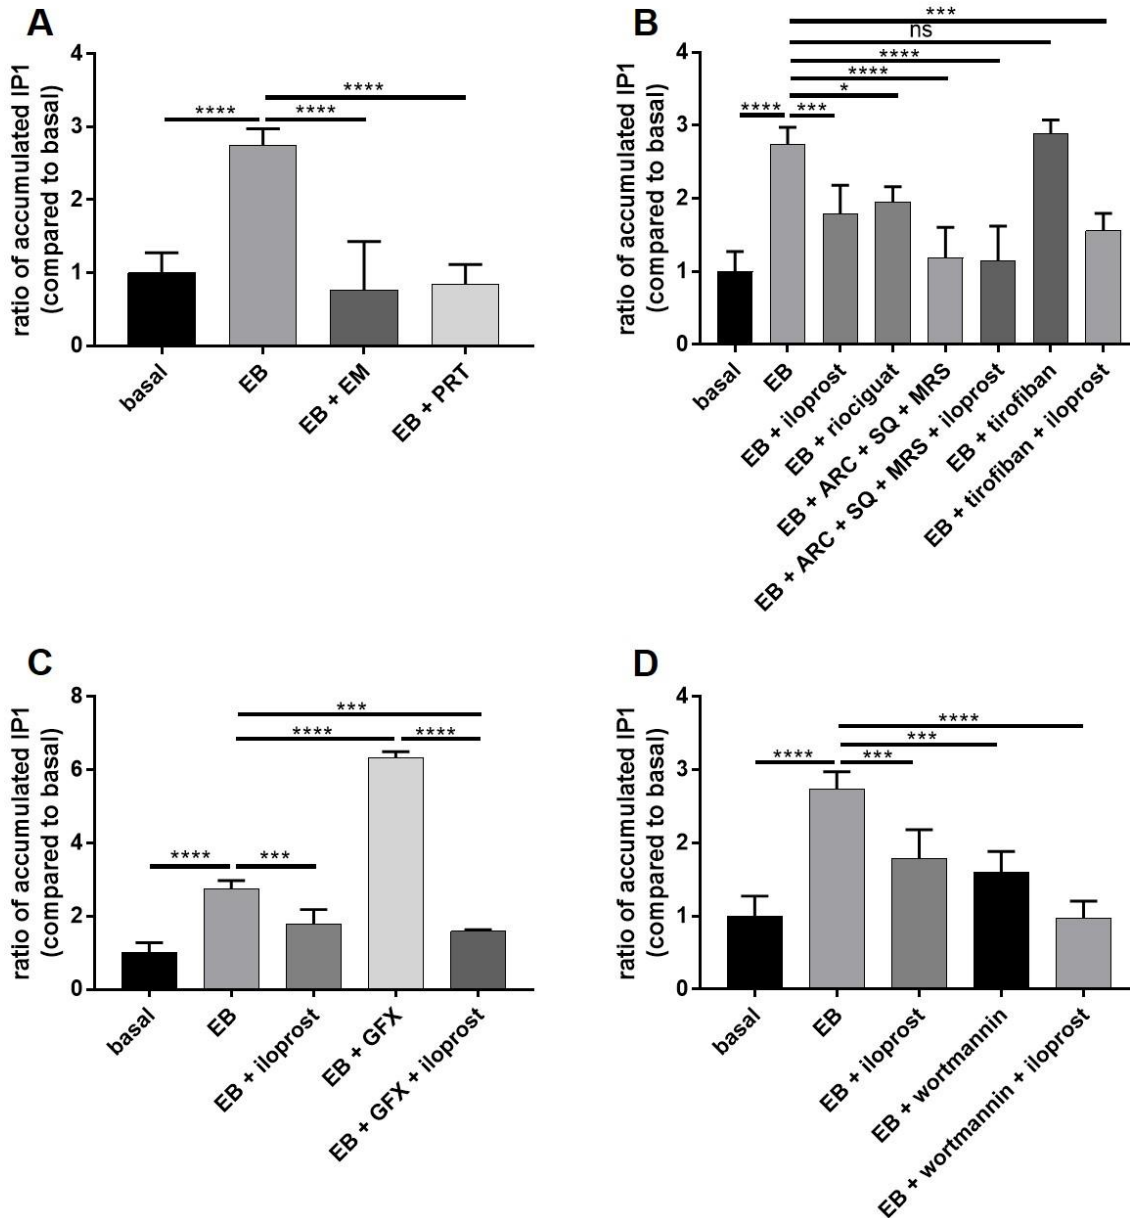 A
ratio of accumulated IP1
(compared to basal)
4
3
2
1
0
****
****
****
basal
EB
EB + EM
EB + PRT
B
ratio of accumulated IP1
(compared to basal)
4
3
2
1
0
***
ns
****
****
*
****
***
basal
EB
EB + iloprost
EB + riociguat
EB + ARC + SQ + MRS
EB + ARC + SQ + MRS + iloprost
EB + tirofiban
EB + tirofiban + iloprost
C
ratio of accumulated IP1
(compared to basal)
8
6
4
2
0
***
****
****
****
***
basal
EB
EB + iloprost
EB + GFX
EB + GFX + iloprost
D
ratio of accumulated IP1
(compared to basal)
4
3
2
1
0
****
***
****
***
basal
EB
EB + iloprost
EB + wortmannin
EB + wortmannin + iloprost